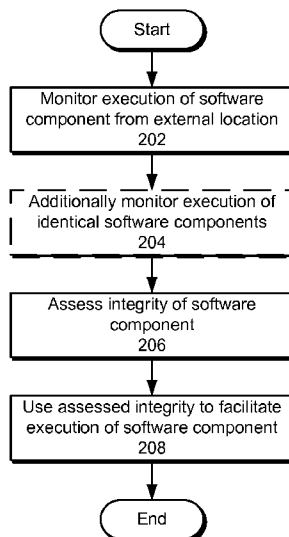 Start
Monitor execution of software
component from external location
202
Additionally monitor execution of
identical software components
204
Assess integrity of software
component
206
Use assessed integrity to facilitate
execution of software component
208
End